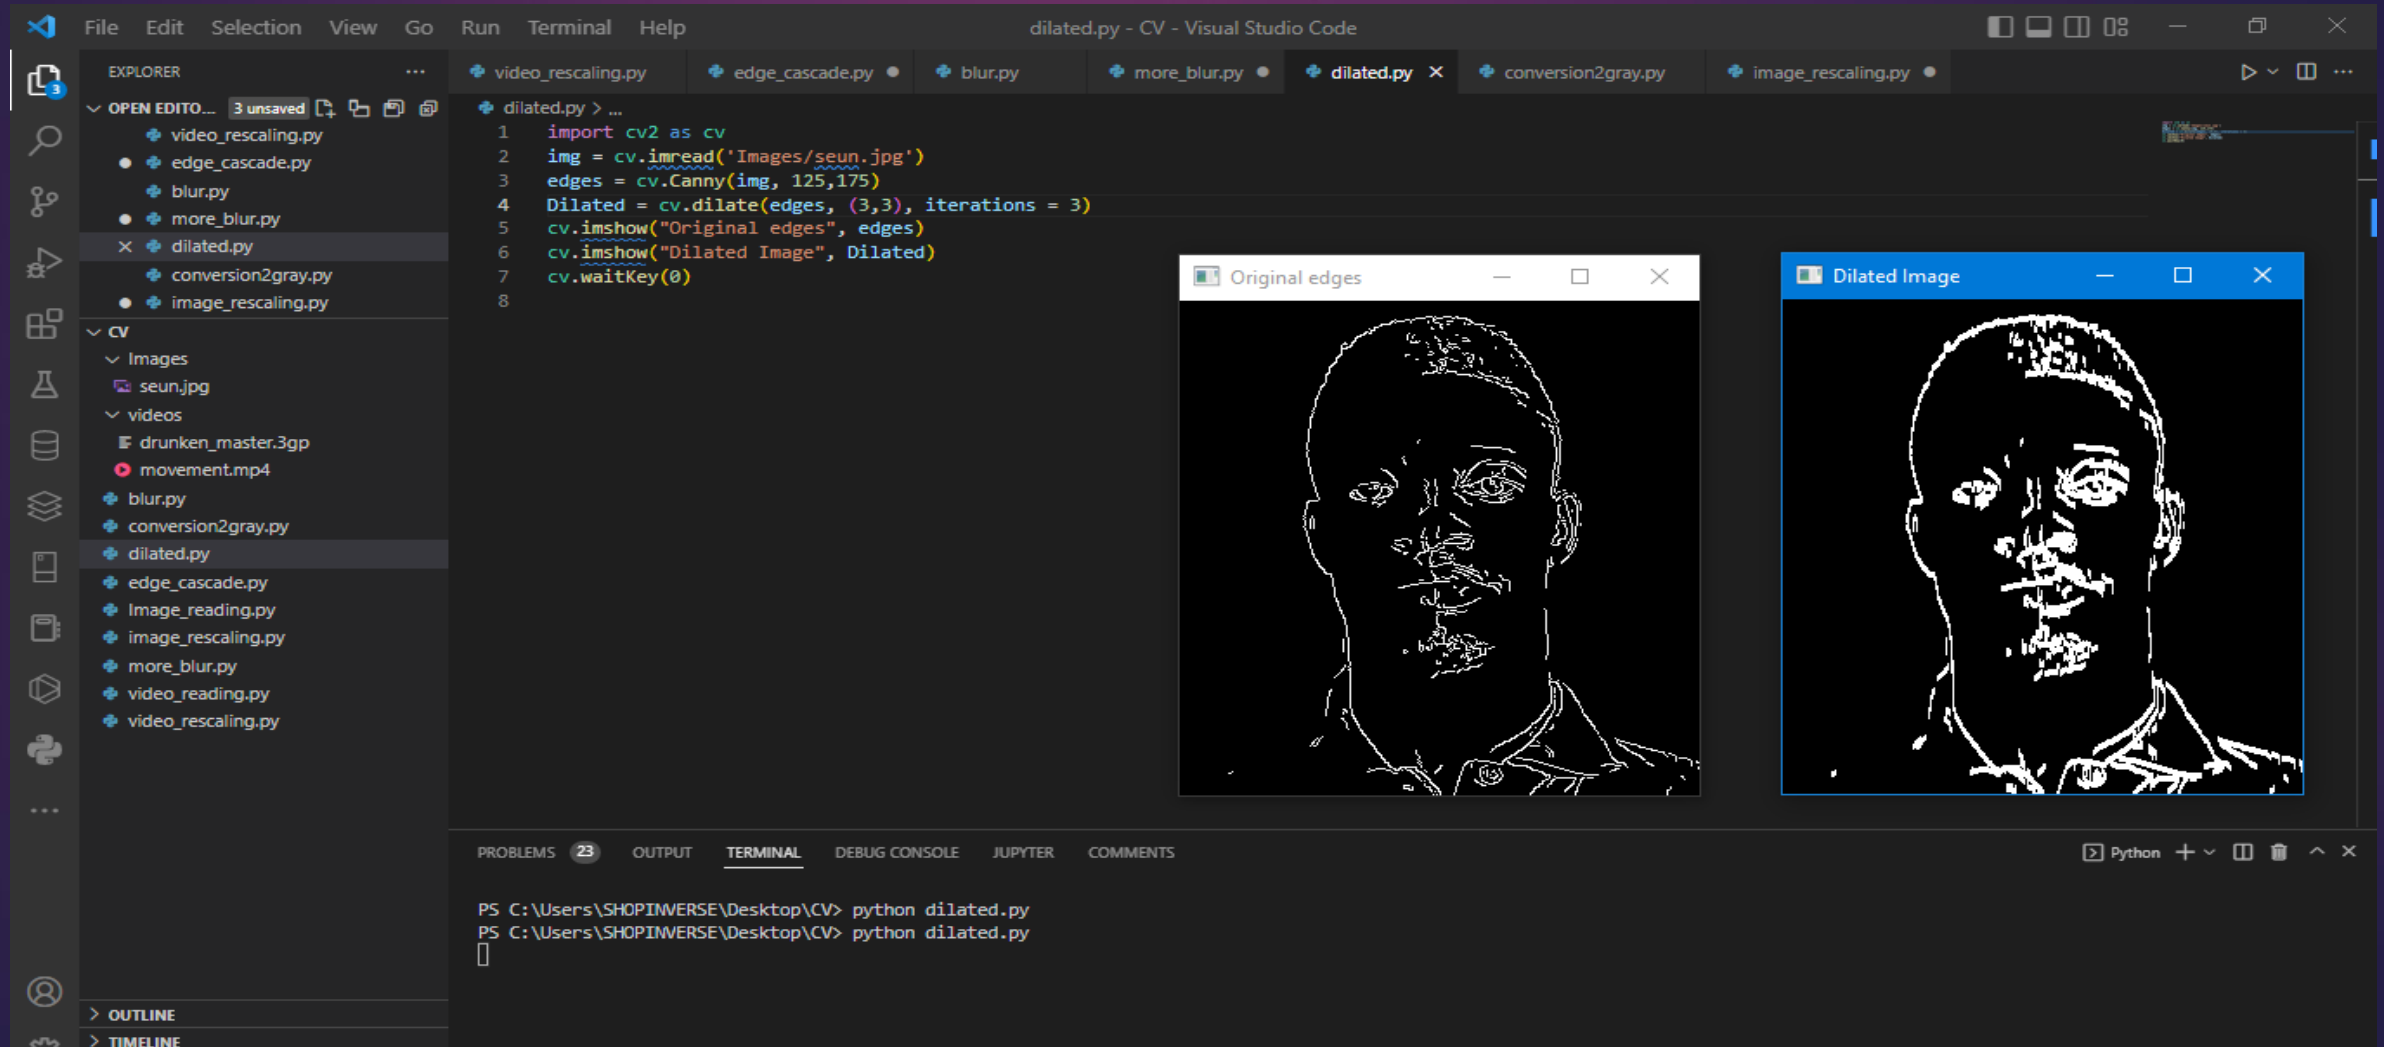 File Edit Selection View Go Run Terminal Help
dilated.py - CV - Visual Studio Code
EXPLORER
OPEN EDITO... 3 unsaved
video_rescaling.py
edge_cascade.py
blur.py
more_blur.py
dilated.py
conversion2gray.py
image_rescaling.py
CV
Images
seun.jpg
videos
drunken_master.3gp
movement.mp4
blur.py
conversion2gray.py
dilated.py
edge_cascade.py
Image_reading.py
image_rescaling.py
more_blur.py
video_reading.py
video_rescaling.py
OUTLINE
TIMELINE
3
video_rescaling.py edge_cascade.py blur.py more_blur.py dilated.py conversion2gray.py image_rescaling.py
dilated.py > ...
1 import cv2 as cv
2 img = cv.imread('Images/seun.jpg')
3 edges = cv.Canny(img, 125,175)
4 Dilated = cv.dilate(edges, (3,3), iterations = 3)
5 cv.imshow("Original edges", edges)
6 cv.imshow("Dilated Image", Dilated)
7 cv.waitKey(0)
8
Original edges
Dilated Image
PROBLEMS 23 OUTPUT TERMINAL DEBUG CONSOLE JUPYTER COMMENTS
Python
PS C:\Users\SHOPINVERSE\Desktop\CV> python dilated.py
PS C:\Users\SHOPINVERSE\Desktop\CV> python dilated.py